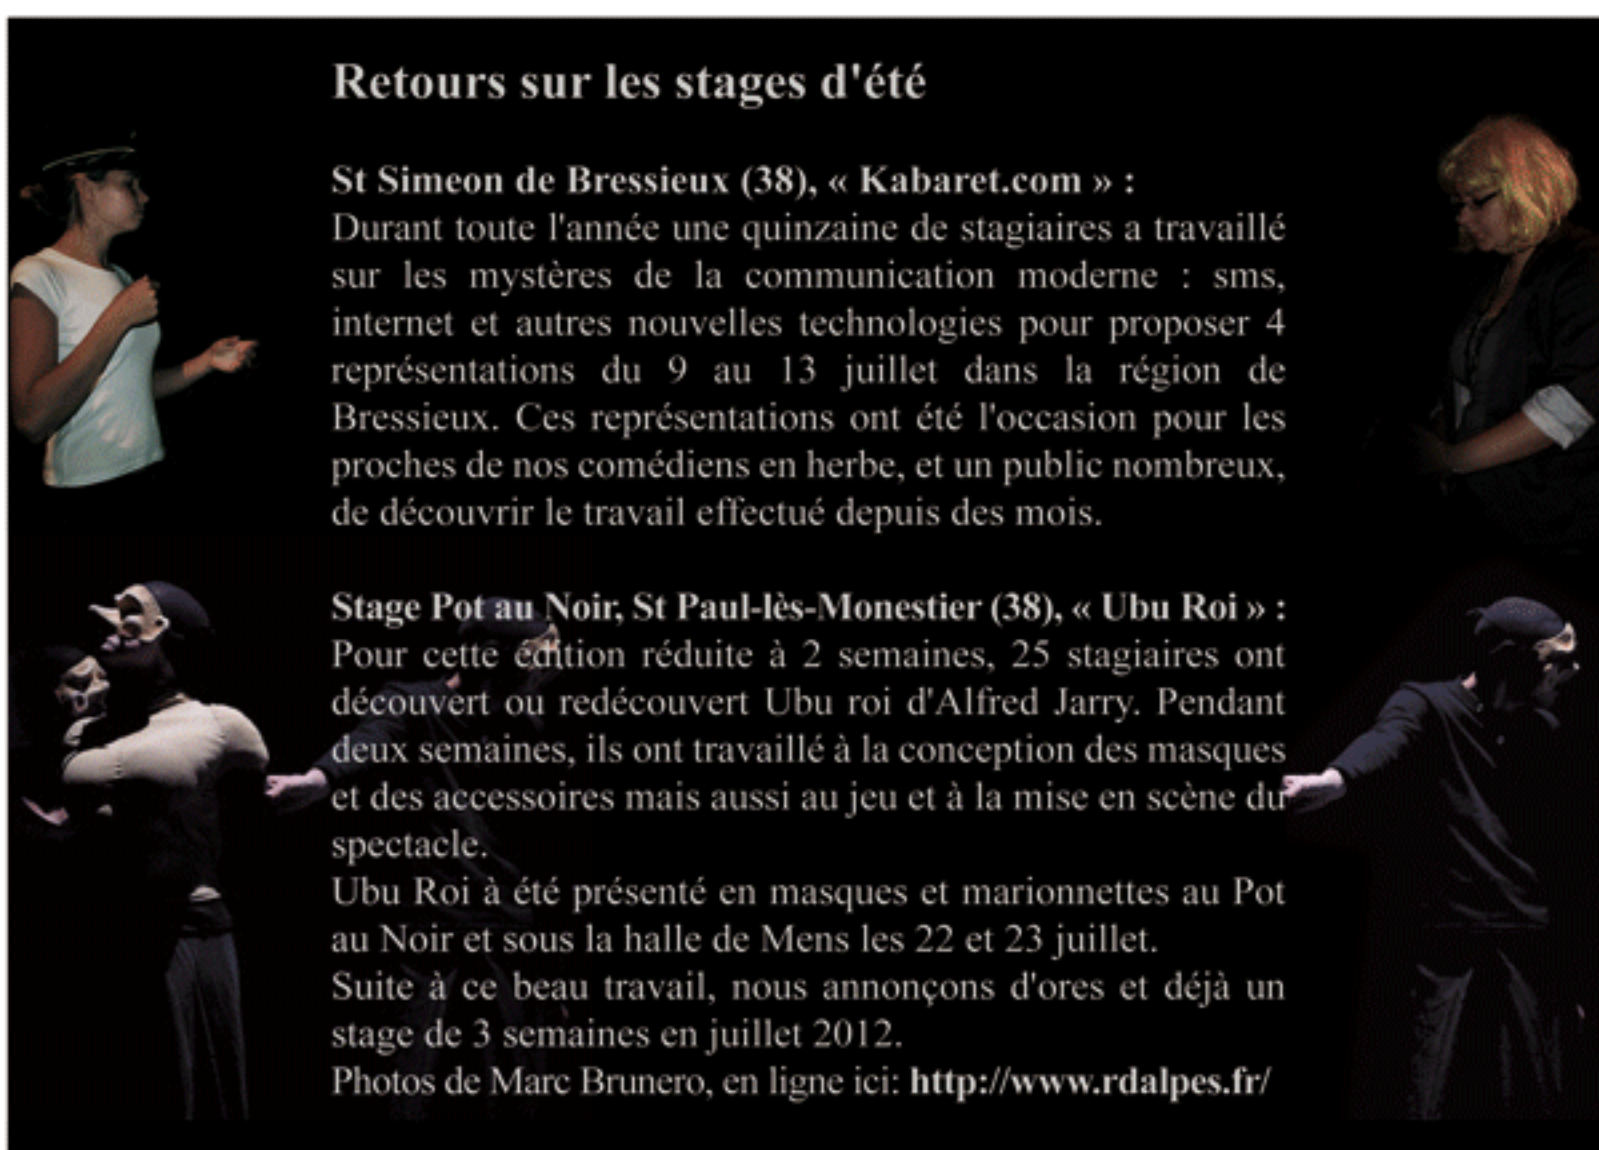 Retours sur les stages d'été
St Simeon de Bressieux (38), « Kabaret.com » :
Durant toute l'année une quinzaine de stagiaires a travaillé
sur les mystères de la communication moderne : sms,
internet et autres nouvelles technologies pour proposer 4
représentations du 9 au 13 juillet dans la région de
Bressieux. Ces représentations ont été l'occasion pour les
proches de nos comédiens en herbe, et un public nombreux,
de découvrir le travail effectué depuis des mois.
Stage Pot au Noir, St Paul-lès-Monestier (38), « Ubu Roi » :
Pour cette édition réduite à 2 semaines, 25 stagiaires ont
découvert ou redécouvert Ubu roi d'Alfred Jarry. Pendant
deux semaines, ils ont travaillé à la conception des masques
et des accessoires mais aussi au jeu et à la mise en scène du
spectacle.
Ubu Roi à été présenté en masques et marionnettes au Pot
au Noir et sous la halle de Mens les 22 et 23 juillet.
Suite à ce beau travail, nous annonçons d'ores et déjà un
stage de 3 semaines en juillet 2012.
Photos de Marc Brunero, en ligne ici: http://www.rdalpes.fr/